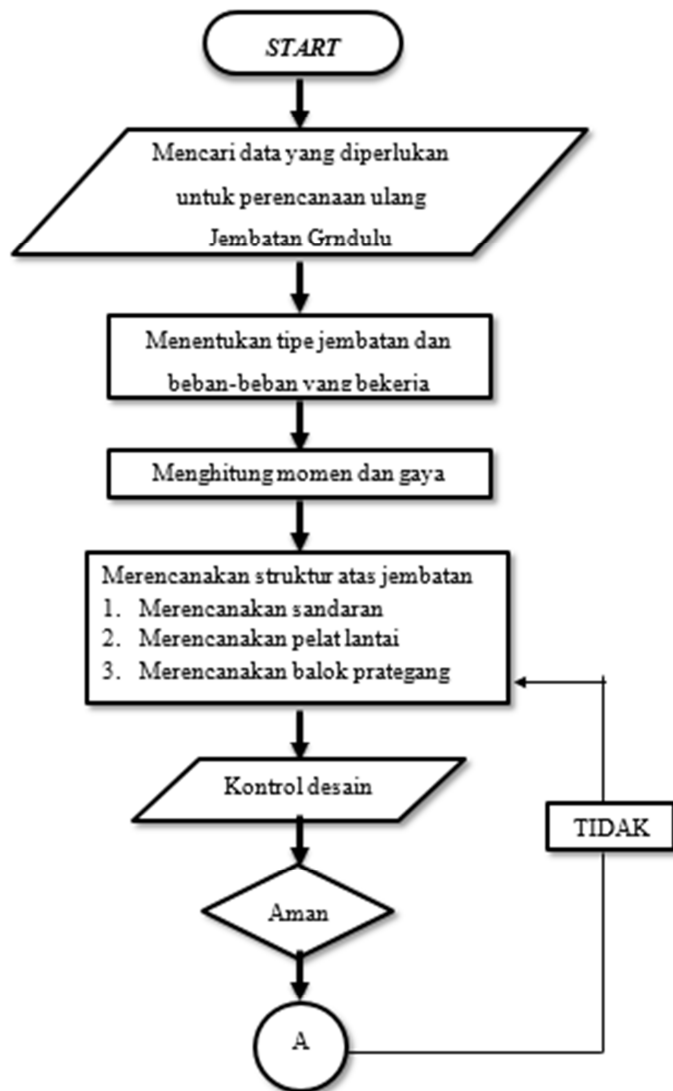 START
Mencari data yang diperlukan
untuk perencanaan ulang
Jembatan Grndulu
Menentukan tipe jembatan dan
beban-beban yang bekerja
Menghitung momen dan gaya
Merencanakan struktur atas jembatan
1. Merencanakan sandaran
2. Merencanakan pelat lantai
3. Merencanakan balok prategang
Kontrol desain
TIDAK
Aman
A